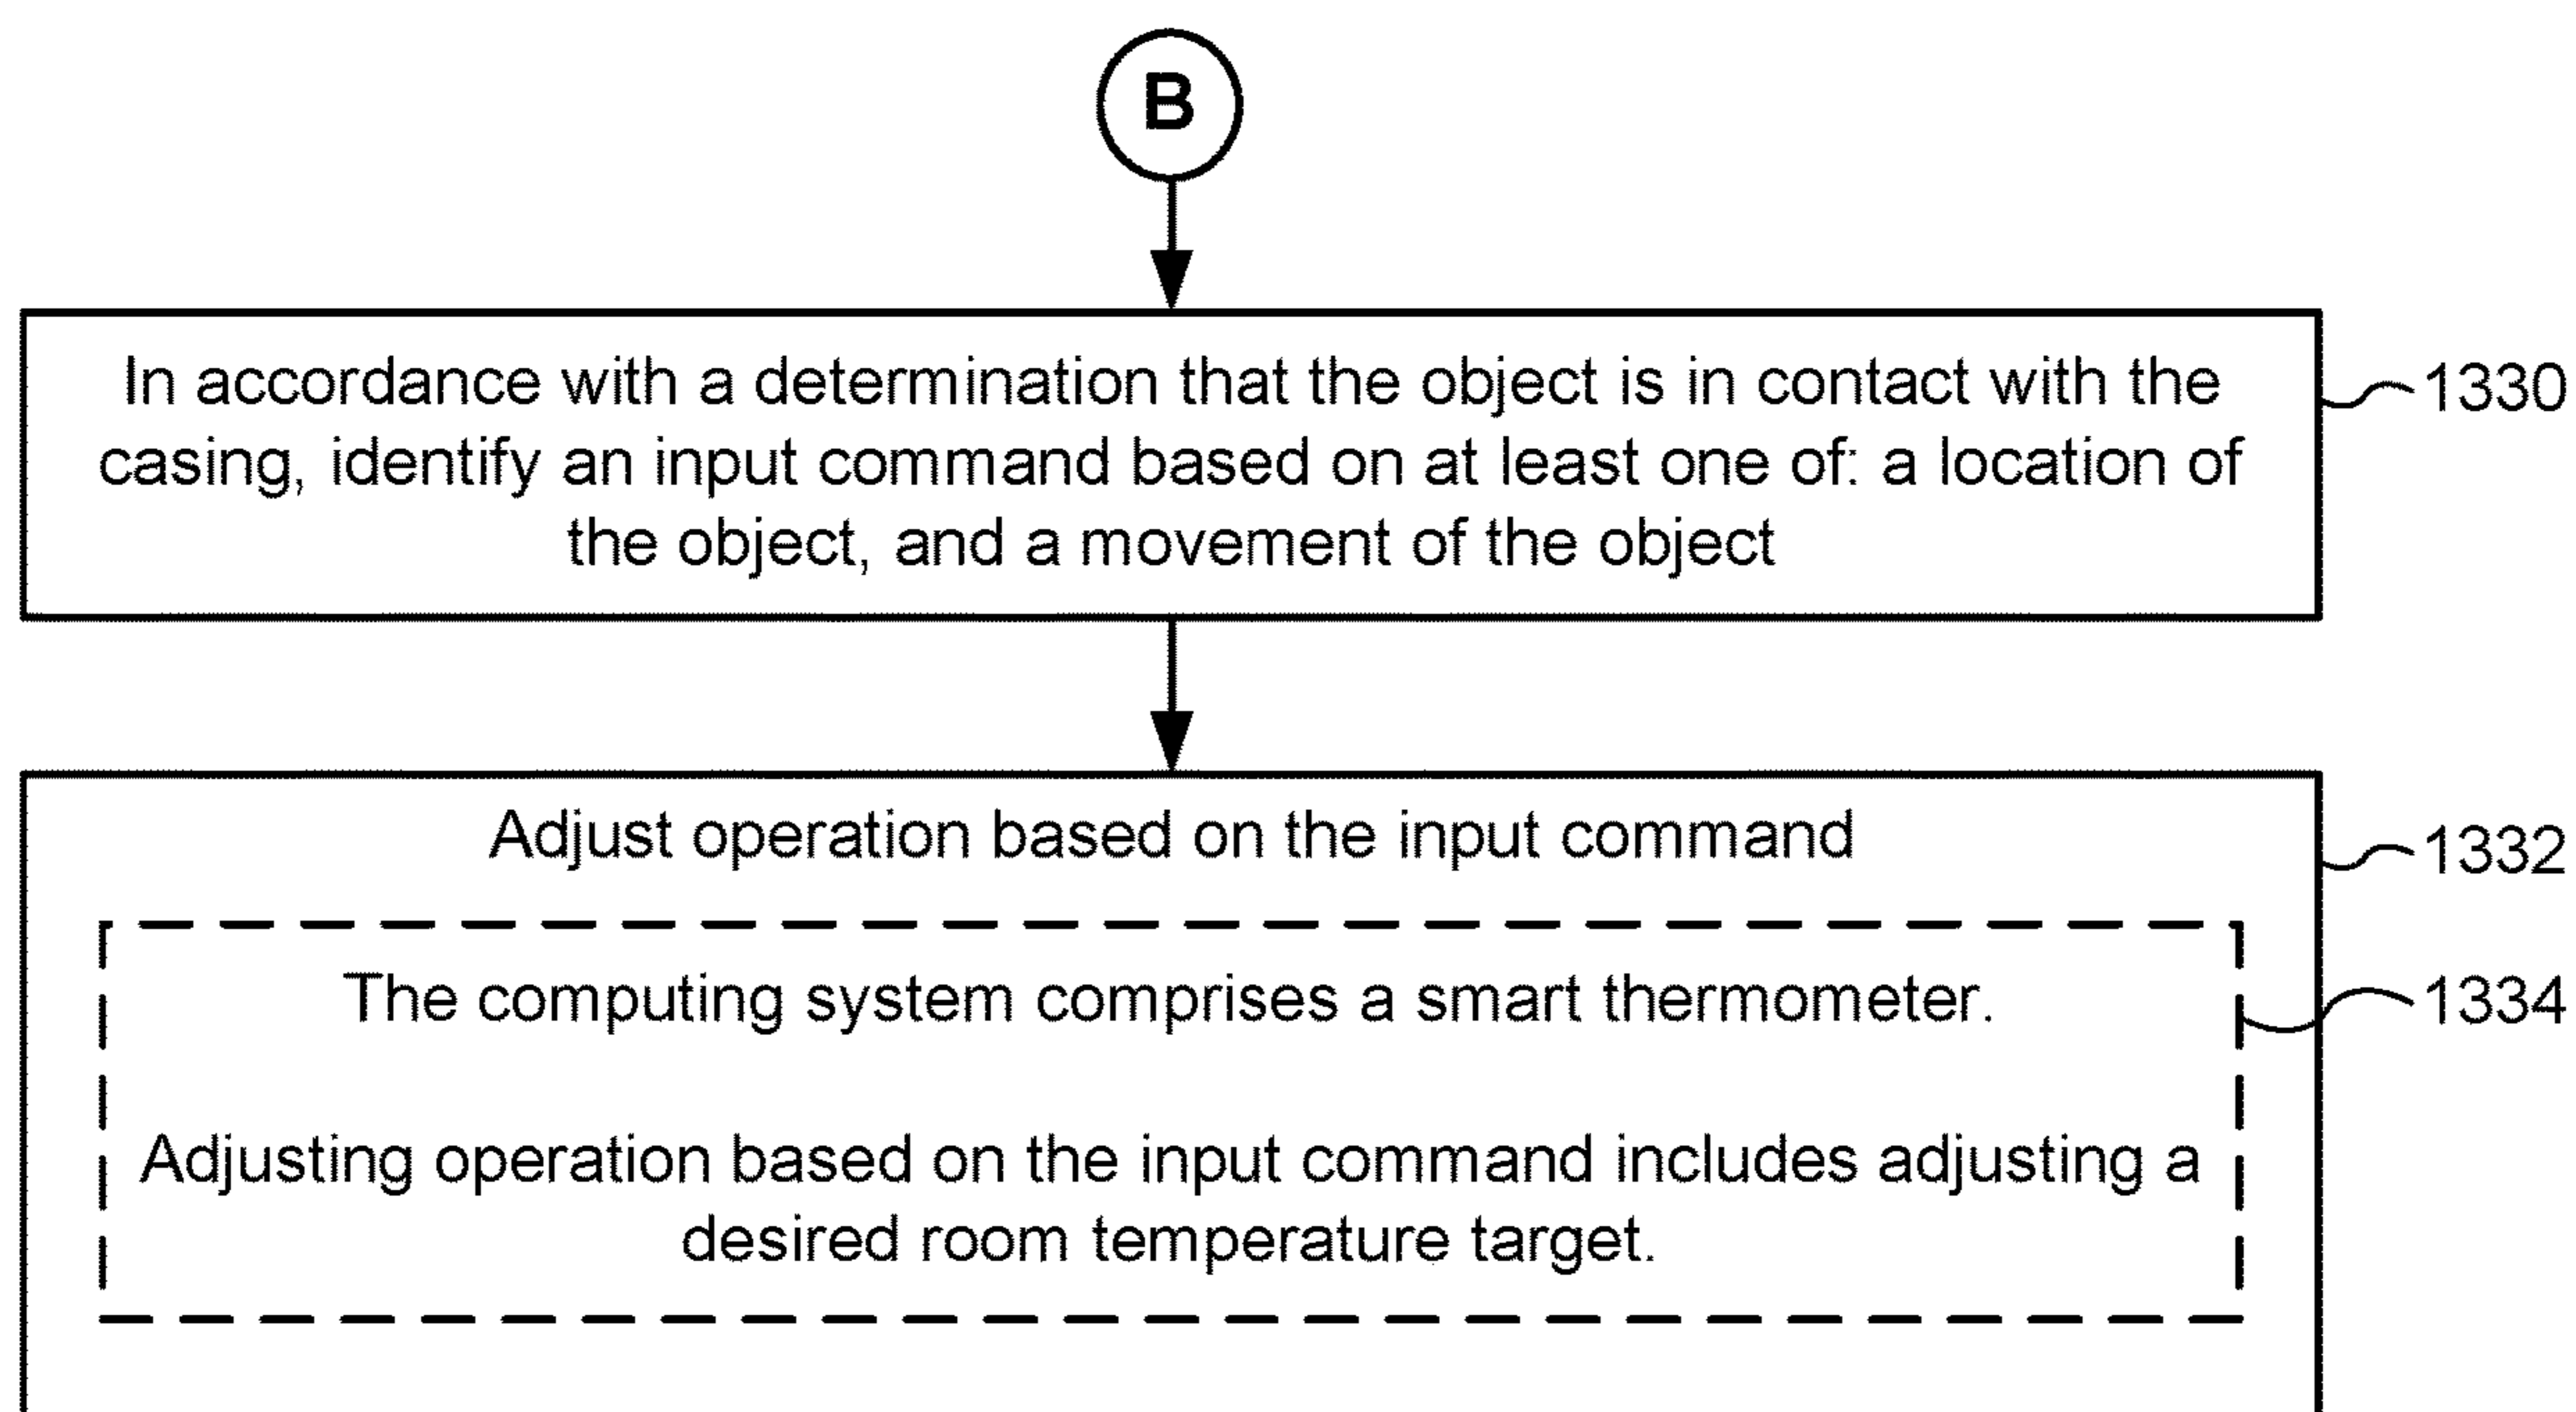 B
In accordance with a determination that the object is in contact with the
casing, identify an input command based on at least one of: a location of
the object, and a movement of the object
1330
Adjust operation based on the input command
1332
The computing system comprises a smart thermometer.
1334
Adjusting operation based on the input command includes adjusting a
desired room temperature target.